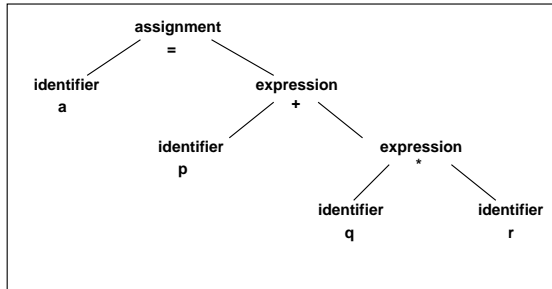 assignment
=
identifier
a
expression
+
identifier
p
expression
*
identifier
q
identifier
r